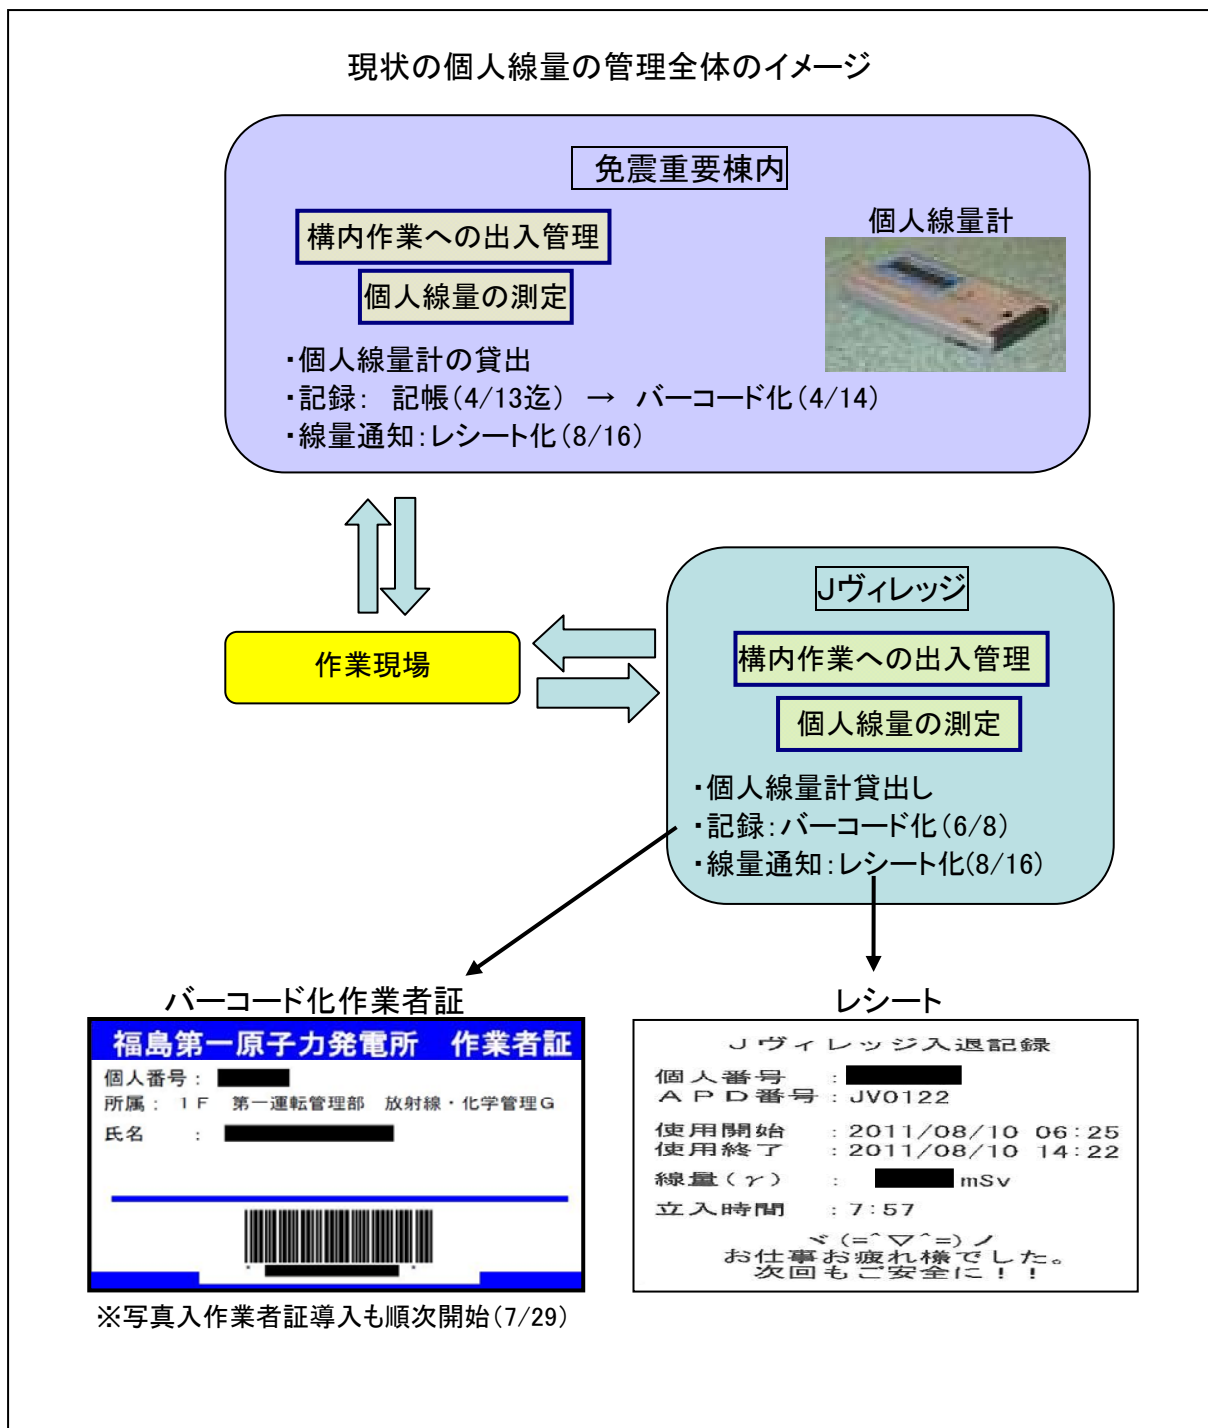 現状の個人線量の管理全体のイメージ
免震重要棟内
構内作業への出入管理
個人線量の測定
個人線量計
・個人線量計の貸出
・記録： 記帳（4/13迄） → バーコード化（4/14）
・線量通知：レシート化（8/16）
作業現場
Jヴィレッジ
構内作業への出入管理
個人線量の測定
・個人線量計貸出し
・記録：バーコード化（6/8）
・線量通知：レシート化(8/16)
バーコード化作業者証
福島第一原子力発電所 作業者証
個人番号：
所属： １Ｆ 第一運転管理部 放射線・化学管理Ｇ
氏名 ：
※写真入作業者証導入も順次開始（7/29）
レシート
Ｊヴィレッジ入退記録
個人番号 ：
ＡＰＤ番号：JV0122
使用開始 ：2011/08/10 06:25
使用終了 ：2011/08/10 14:22
線量(γ) ： mSv
立入時間 ：7:57
ヾ(=^▽^=)ノ
お仕事お疲れ様でした。
次回もご安全に！！